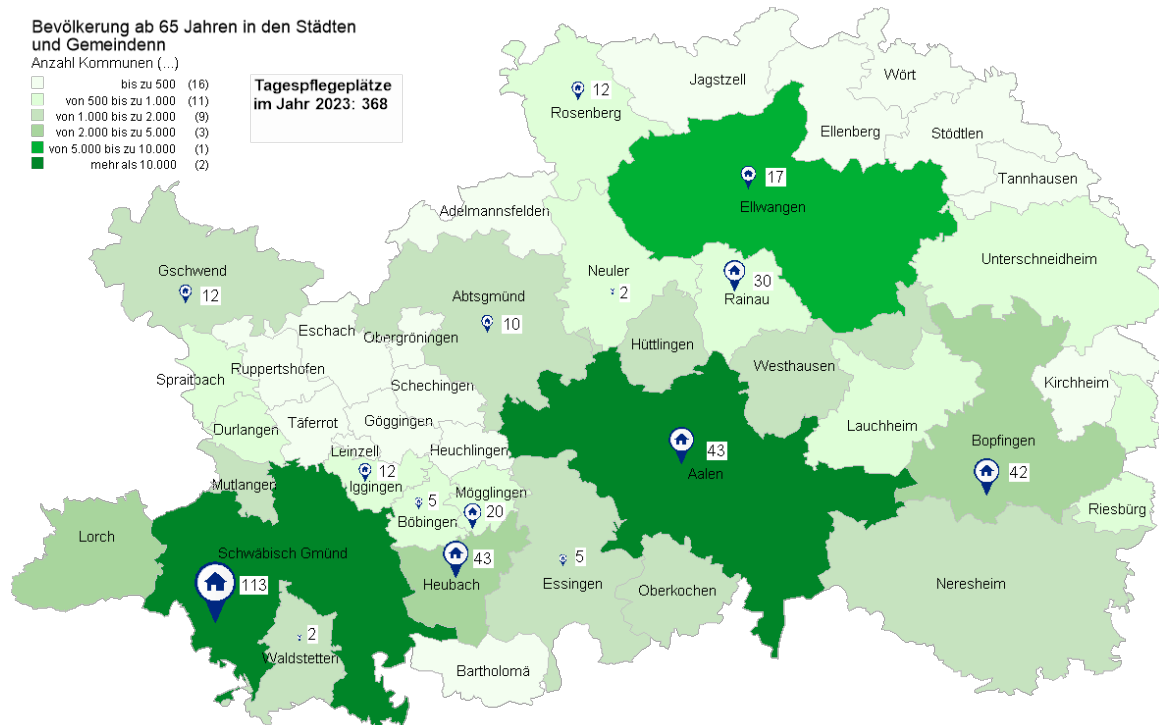 Bevölkerung ab 65 Jahren in den Städten
und Gemeindenn
Anzahl Kommunen (...)
bis zu 500 (16)
von 500 bis zu 1.000 (11)
von 1.000 bis zu 2.000 (9)
von 2.000 bis zu 5.000 (3)
von 5.000 bis zu 10.000 (1)
mehr als 10.000 (2)
Tagespflegeplätze
im Jahr 2023: 368
Jagstzell
Wört
12
Rosenberg
Ellenberg
Stödtlen
17
Ellwangen
Tannhausen
Adelmannsfelden
Unterschneidheim
Gschwend
12
Neuler
2
30
Rainau
Abtsgmünd
10
Eschach
Obergröningen
Hüttlingen
Westhausen
Ruppertshofen
Spraitbach
Schechingen
Kirchheim
Täferrot
Göggingen
Durlangen
Lauchheim
Leinzell
Heuchlingen
43
Aalen
Bopfingen
42
12
Iggingen
Mutlangen
5
Böbingen
Mögglingen
20
Riesbürg
Lorch
Schwäbisch Gmünd
113
43
Heubach
5
Essingen
Oberkochen
Neresheim
2
Waldstetten
Bartholomä